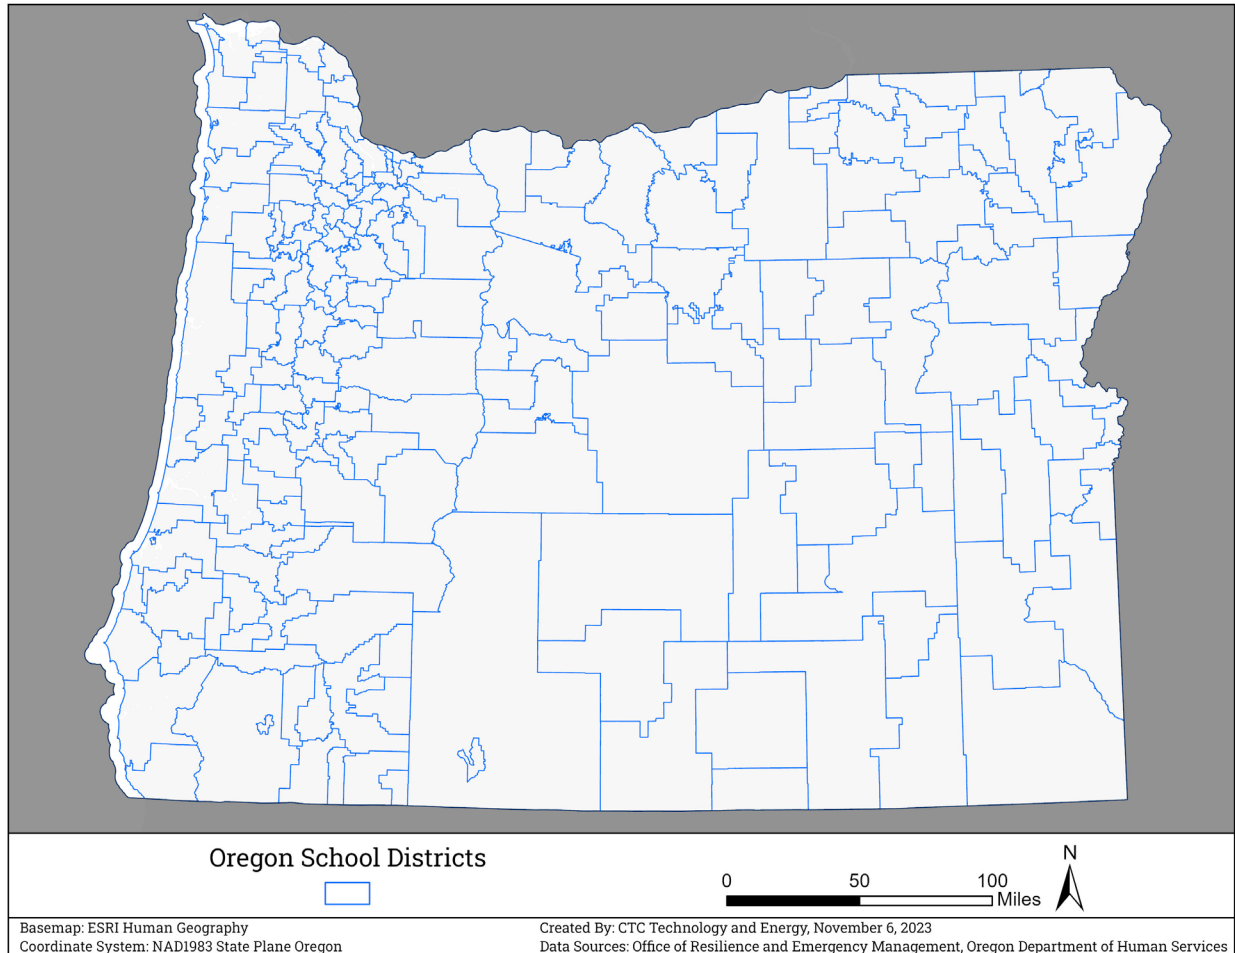 Oregon School Districts
N
0 50 100
Miles
Basemap: ESRI Human Geography
Coordinate System: NAD1983 State Plane Oregon
Created By: CTC Technology and Energy, November 6, 2023
Data Sources: Office of Resilience and Emergency Management, Oregon Department of Human Services